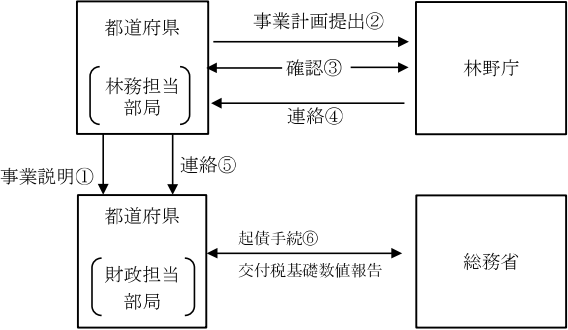 都道府県
林務担当
部局
事業計画提出②
確認③
連絡④
林野庁
事業説明①
連絡⑤
都道府県
財政担当
部局
起債手続⑥
交付税基礎数値報告
総務省